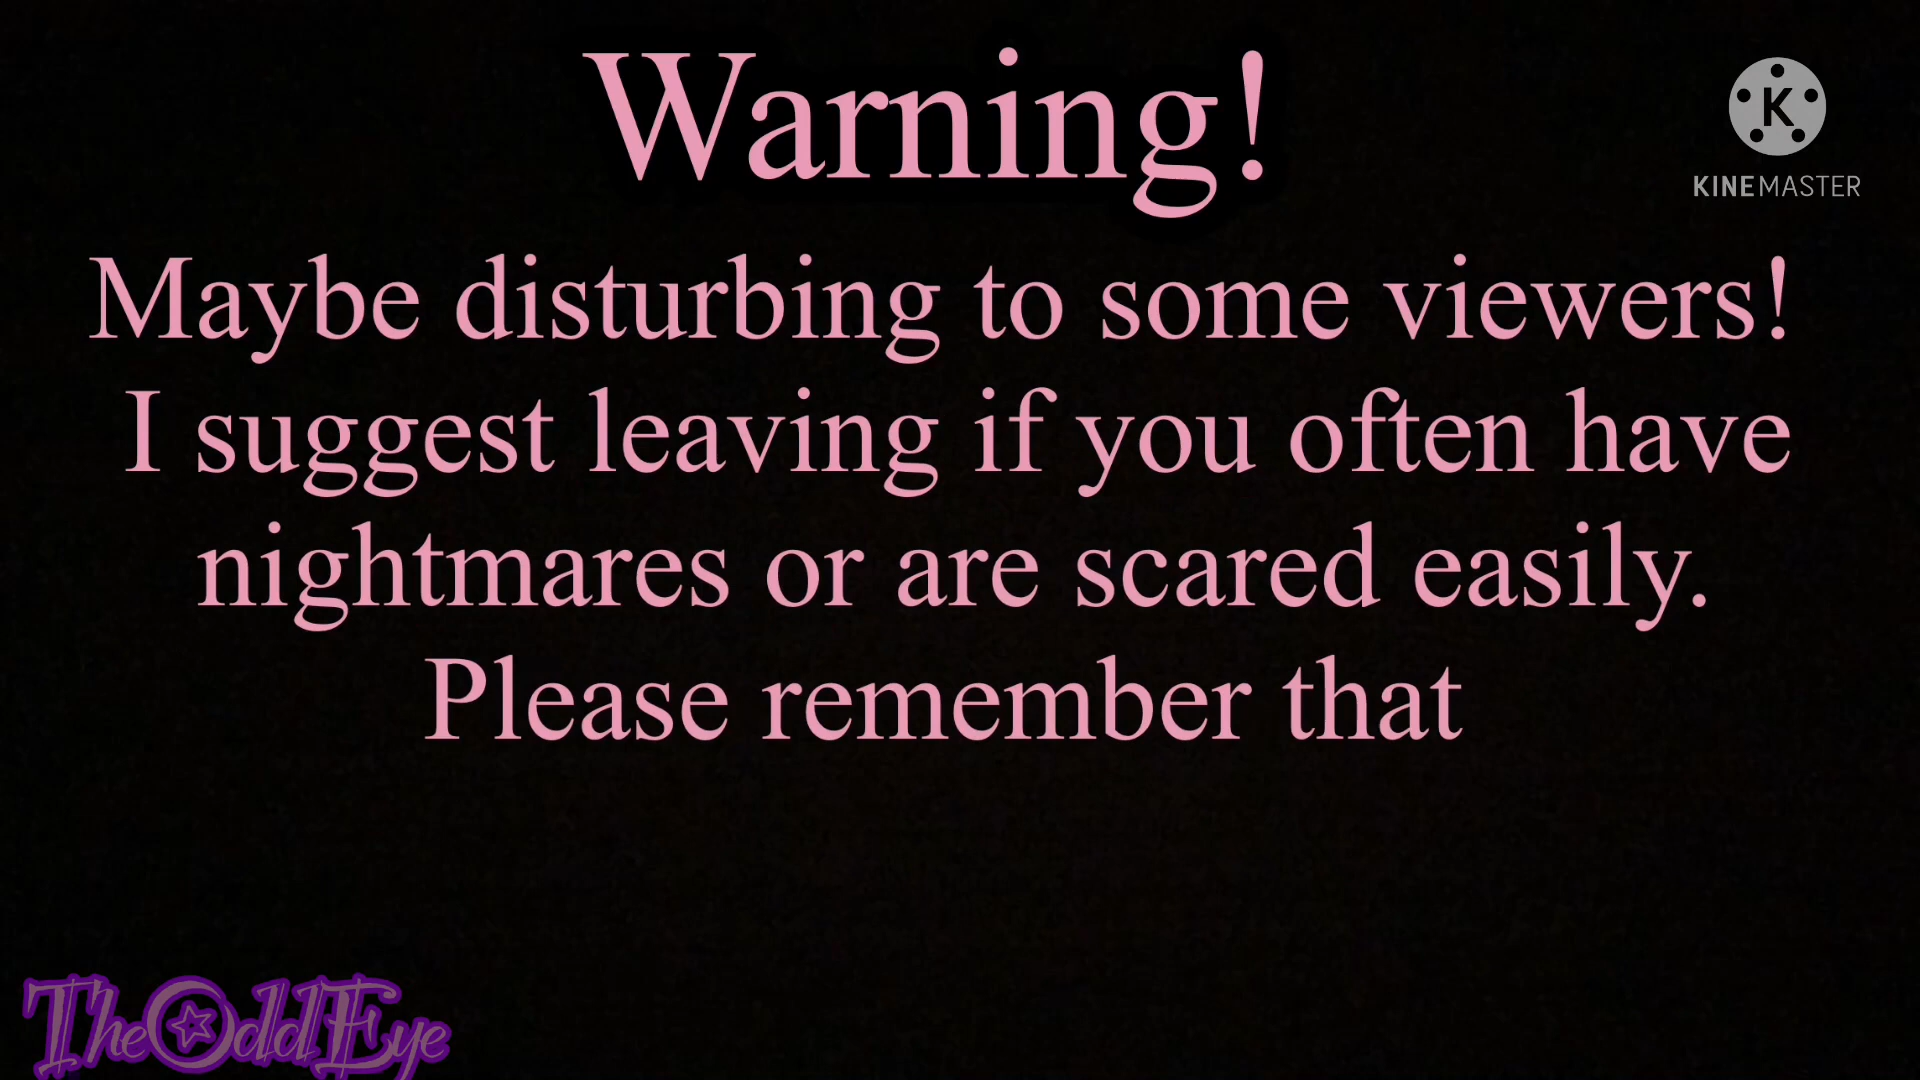 Warning!
K
KINEMASTER
Maybe disturbing to some viewers!
I suggest leaving if you often have
nightmares or are scared easily.
Please remember that
TheOddEye